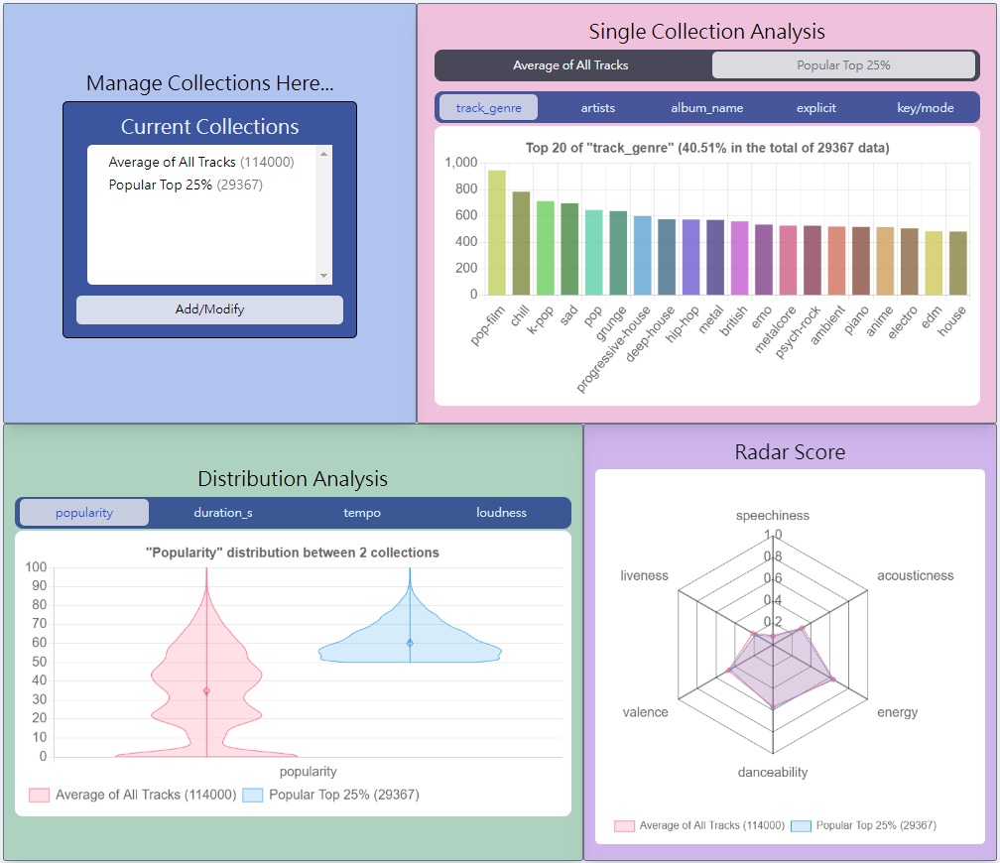 Manage Collections Here...
Current Collections
Average of All Tracks (114000)
Popular Top 25% (29367)
Add/Modify
Single Collection Analysis
Average of All Tracks Popular Top 25%
track_genre artists album_name explicit key/mode
Top 20 of "track_genre" (40.51% in the total of 29367 data)
1,000
800
600
400
200
0
pop-film chill k-pop sad pop grunge progressive-house deep-house hip-hop metal british emo metalcore psych-rock ambient piano anime electro edm house
Distribution Analysis
popularity duration_s tempo loudness
"Popularity" distribution between 2 collections
100
90
80
70
60
50
40
30
20
10
0
popularity
Average of All Tracks (114000) Popular Top 25% (29367)
Radar Score
speechiness
1.0
0.8
0.6
0.4
0.2
liveness acousticness
valence energy
danceability
Average of All Tracks (114000) Popular Top 25% (29367)